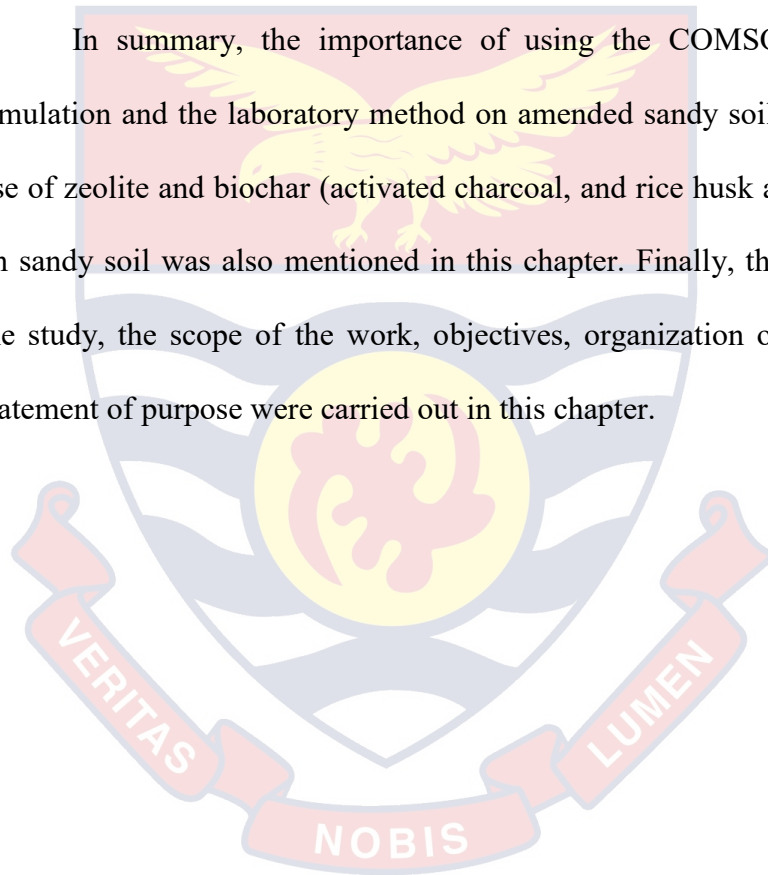 In summary, the importance of using the COMSO
mulation and the laboratory method on amended sandy soil
se of zeolite and biochar (activated charcoal, and rice husk a
n sandy soil was also mentioned in this chapter. Finally, th
e study, the scope of the work, objectives, organization o
atement of purpose were carried out in this chapter.
VERITAS
NOBIS
LUMEN